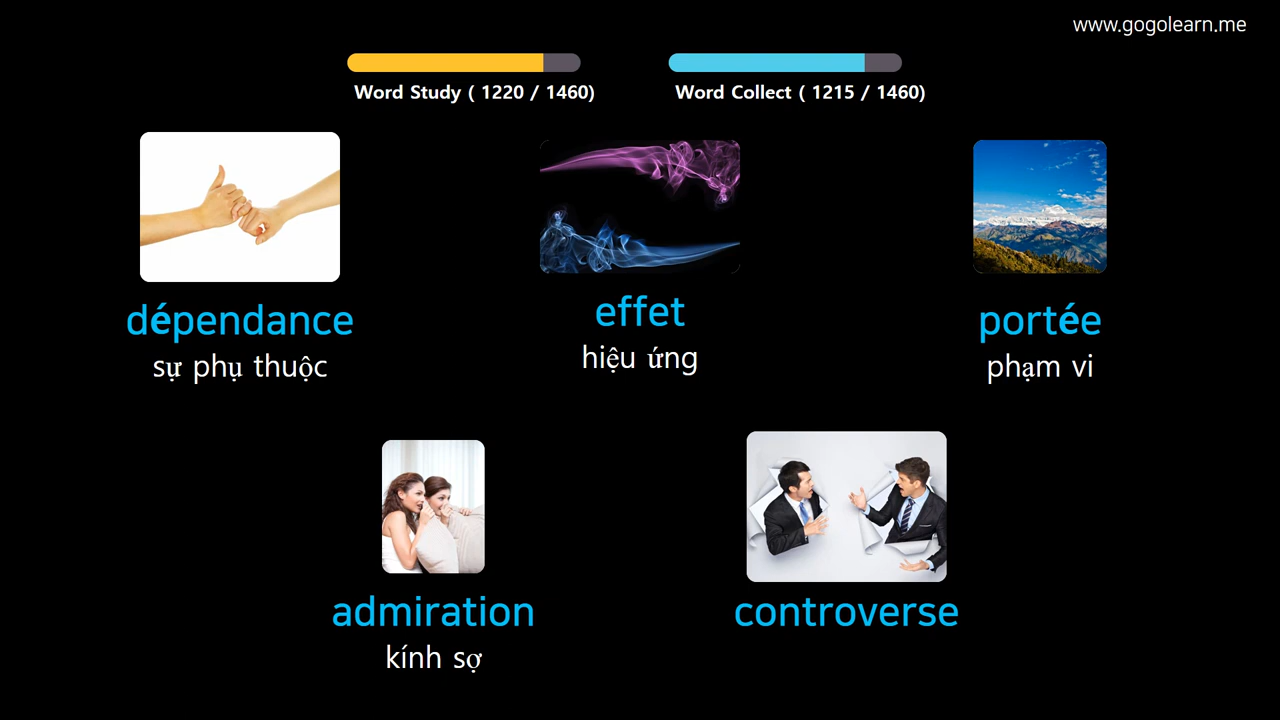 www.gogolearn.me
Word Study ( 1220 / 1460)
Word Collect ( 1215 / 1460)
dépendance
sự phụ thuộc
effet
hiệu ứng
portée
phạm vi
admiration
kính sợ
controverse